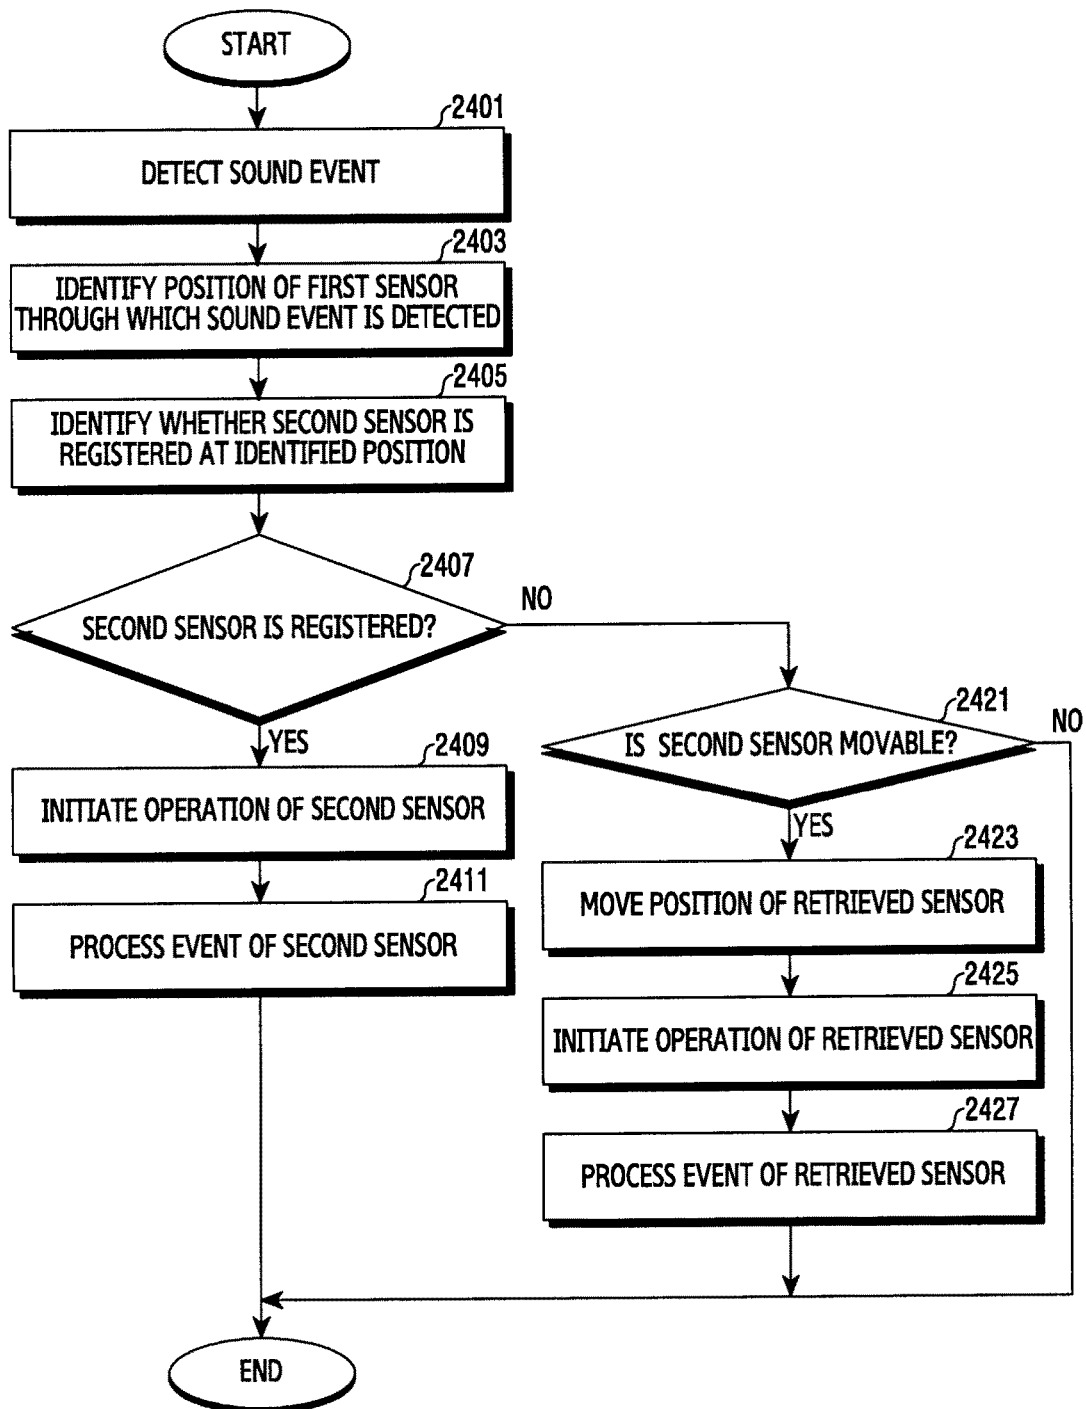 START
2401
DETECT SOUND EVENT
2403
IDENTIFY POSITION OF FIRST SENSOR
THROUGH WHICH SOUND EVENT IS DETECTED
2405
IDENTIFY WHETHER SECOND SENSOR IS
REGISTERED AT IDENTIFIED POSITION
2407
SECOND SENSOR IS REGISTERED?
NO
YES
2409
INITIATE OPERATION OF SECOND SENSOR
2411
PROCESS EVENT OF SECOND SENSOR
2421
IS SECOND SENSOR MOVABLE?
NO
YES
2423
MOVE POSITION OF RETRIEVED SENSOR
2425
INITIATE OPERATION OF RETRIEVED SENSOR
2427
PROCESS EVENT OF RETRIEVED SENSOR
END